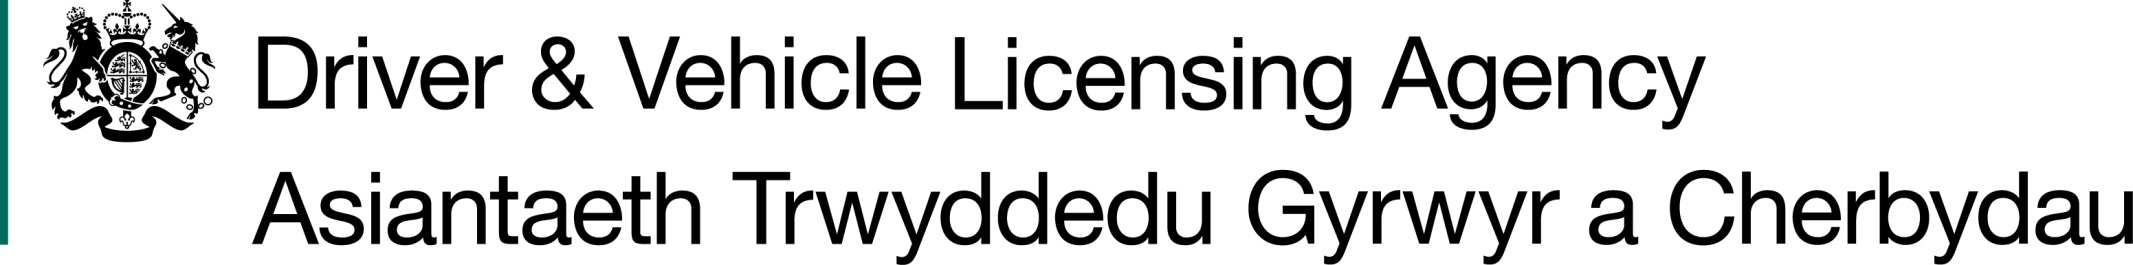 Driver & Vehicle Licensing Agency
Asiantaeth Trwyddedu Gyrwyr a Cherbydau